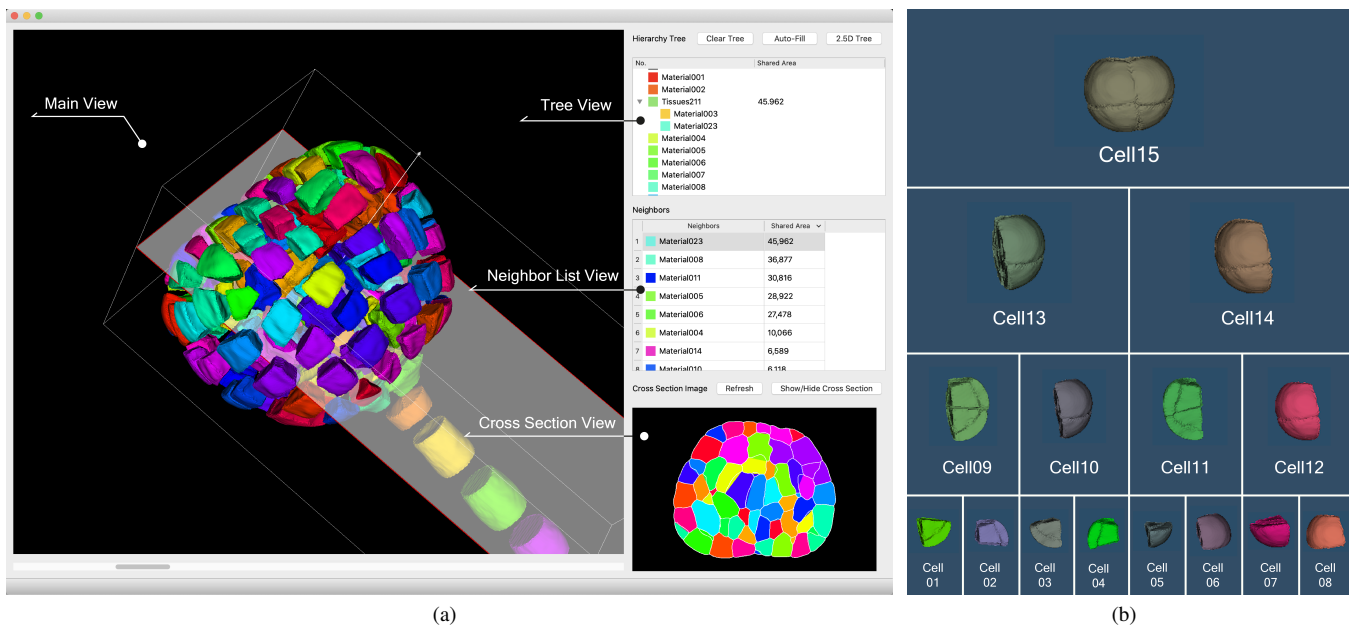 Hierarchy Tree Clear Tree Auto-Fill 2.5D Tree
No. Shared Area
Material001
Material002
Tissues211 45.962
Material003
Material023
Material004
Material005
Material006
Material007
Material008
Neighbors
Neighbors Shared Area
1 Material023 45,962
2 Material008 36,877
3 Material011 30,816
4 Material005 28,922
5 Material006 27,478
6 Material004 10,066
7 Material014 6,589
8 Material010 6,118
Cross Section Image Refresh Show/Hide Cross Section
Main View
Tree View
Neighbor List View
Cross Section View
(a)
Cell15
Cell13 Cell14
Cell09 Cell10 Cell11 Cell12
Cell Cell Cell Cell Cell Cell Cell Cell
01 02 03 04 05 06 07 08
(b)